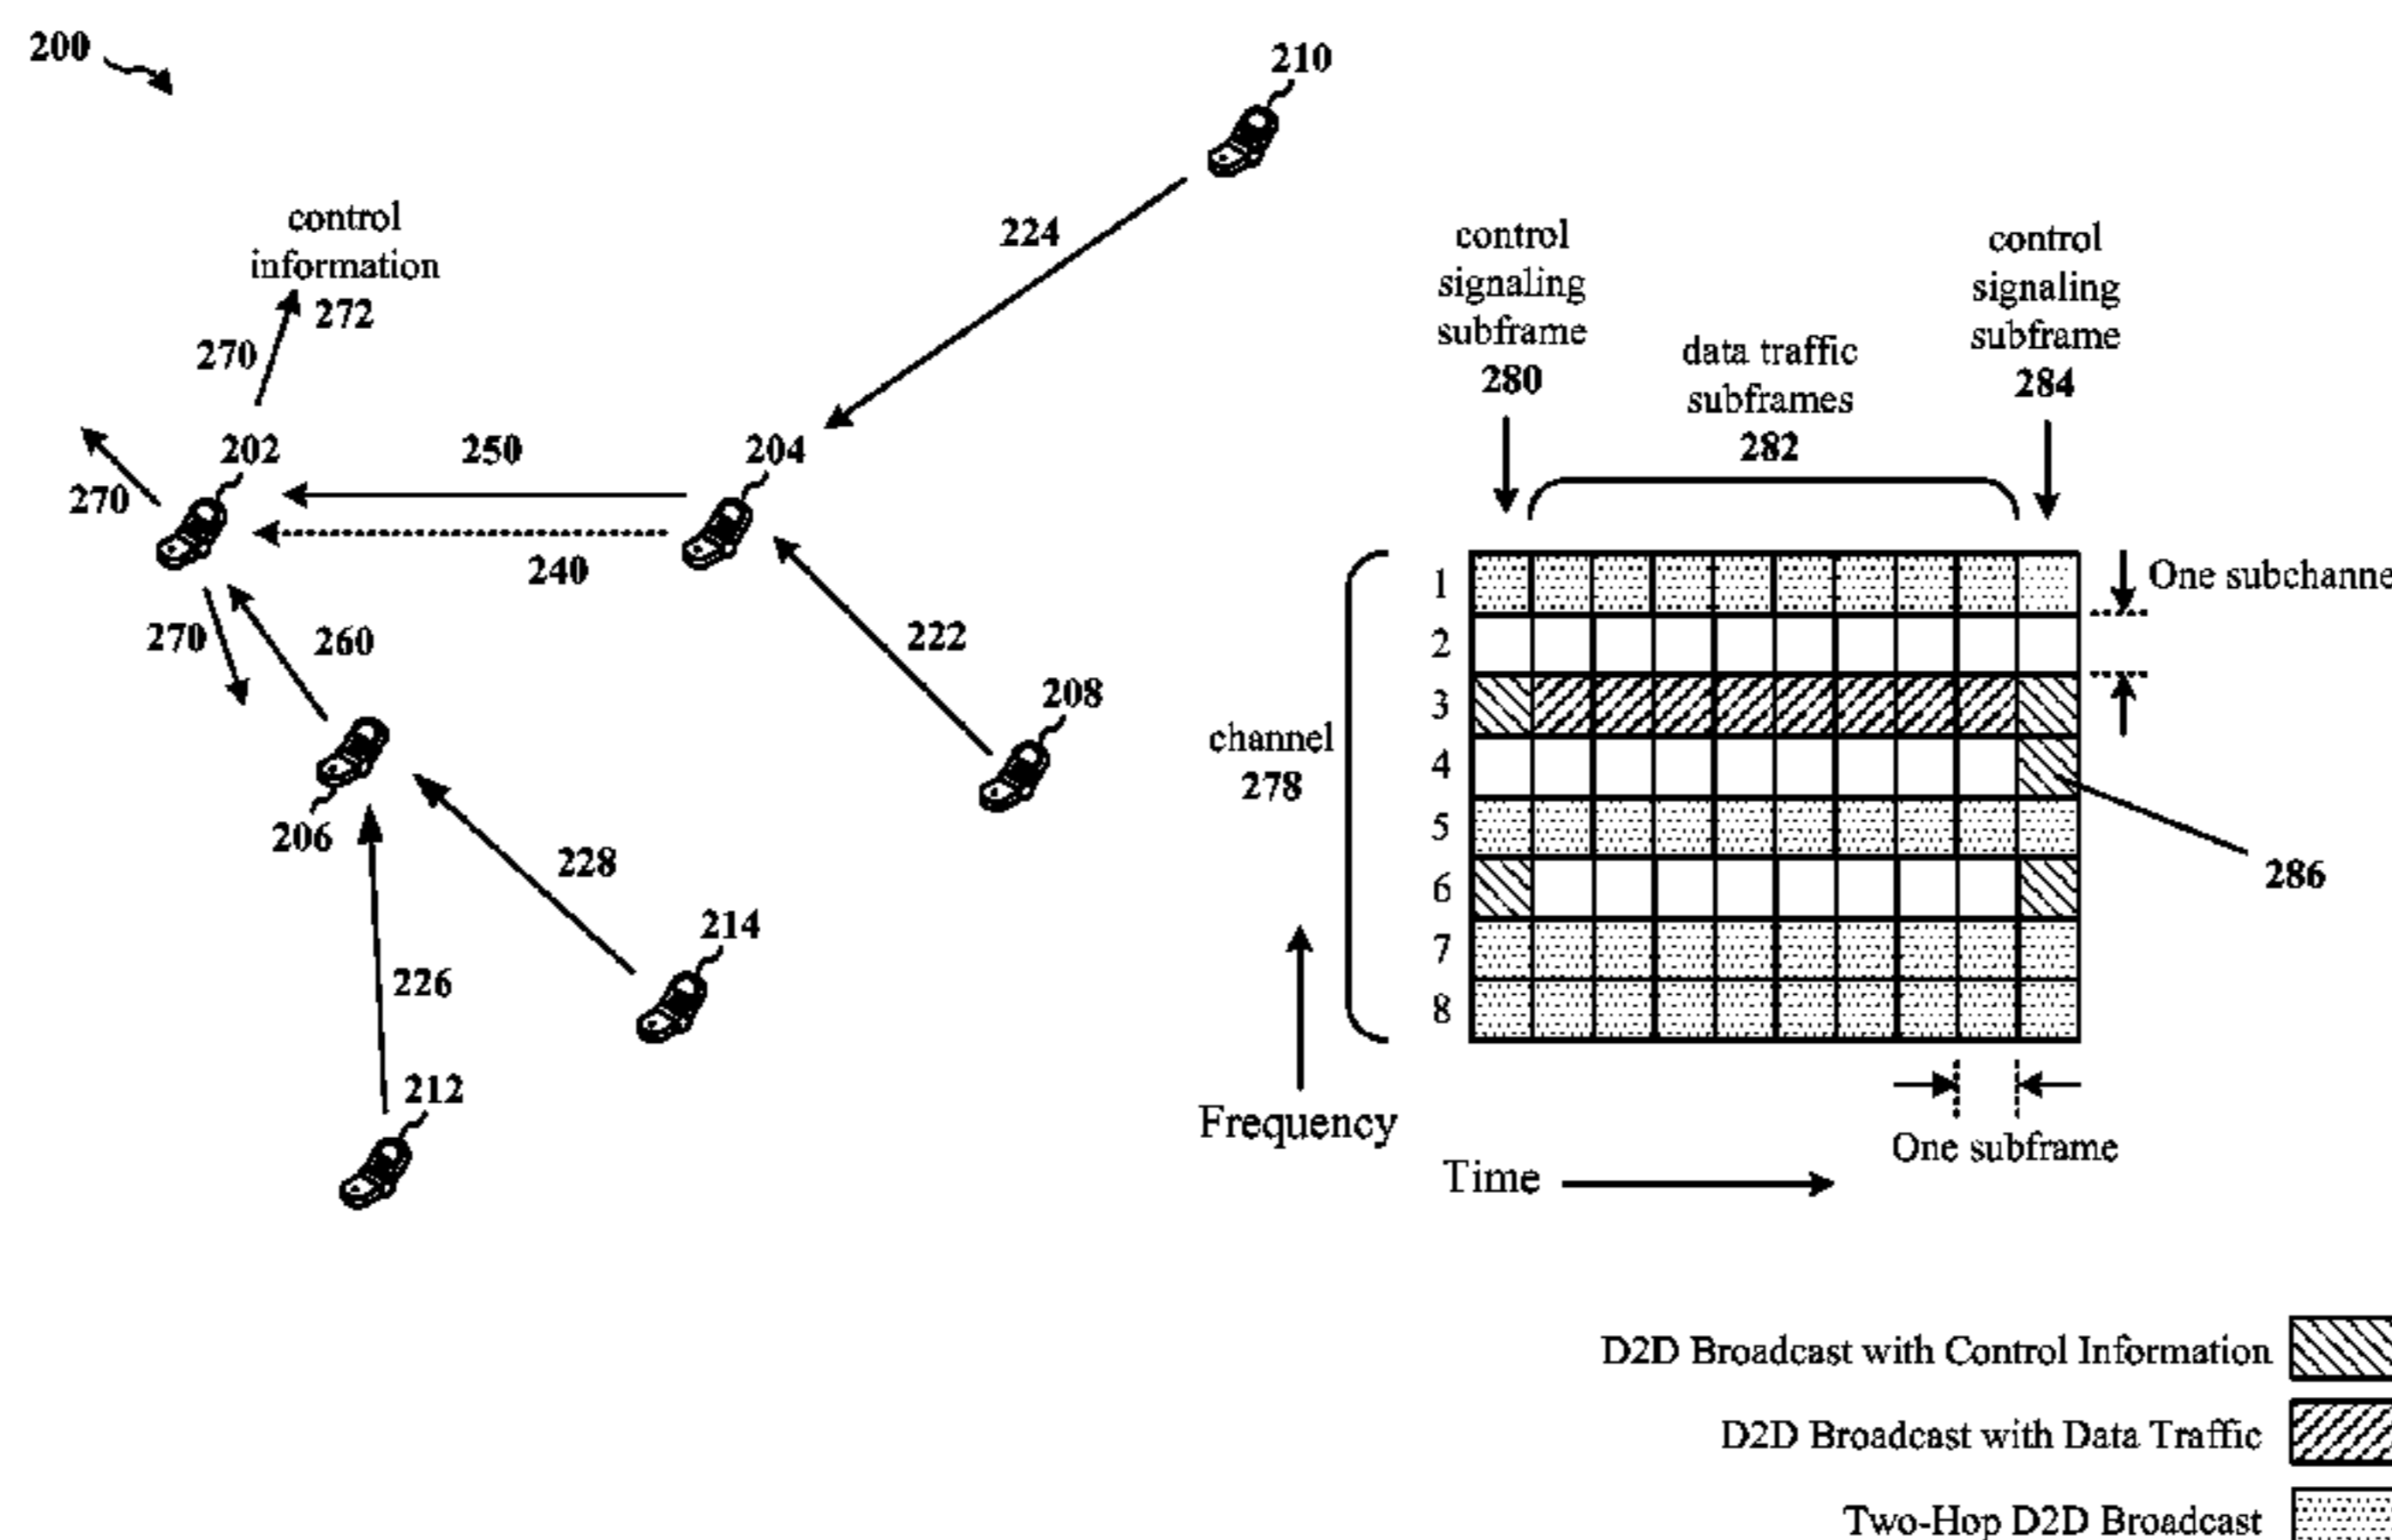 200
210
control
information
272
270
224
202
250
204
270
240
270
260
222
208
206
228
214
226
212
control
signaling
subframe
280
data traffic
subframes
282
control
signaling
subframe
284
channel
278
1
2
3
4
5
6
7
8
One subchanne
286
Frequency
Time
One subframe
D2D Broadcast with Control Information
D2D Broadcast with Data Traffic
Two-Hop D2D Broadcast